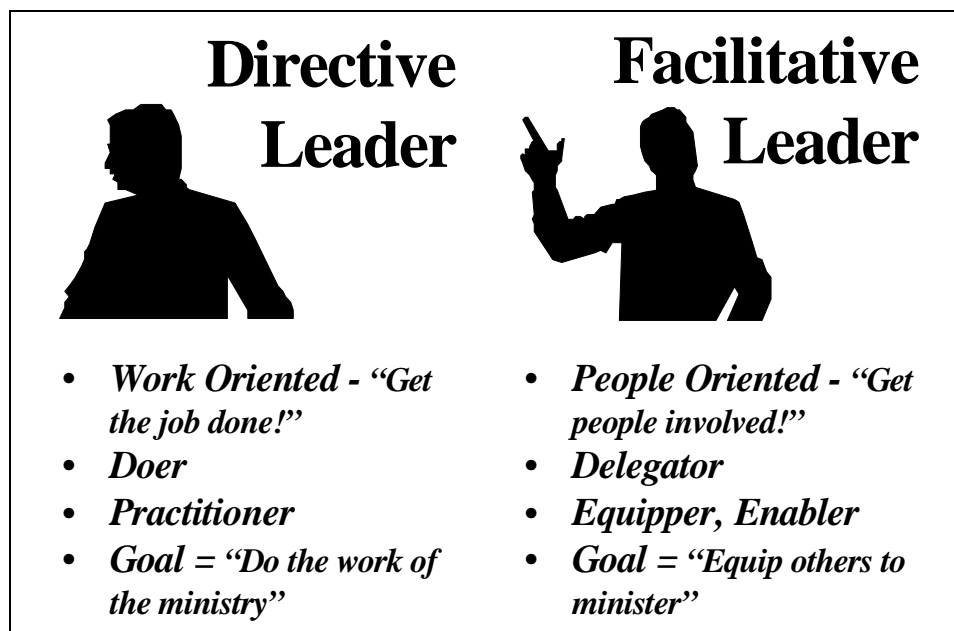 Directive
Leader
• Work Oriented - “Get
the job done!”
• Doer
• Practitioner
• Goal = “Do the work of
the ministry”
Facilitative
Leader
• People Oriented - “Get
people involved!”
• Delegator
• Equipper, Enabler
• Goal = “Equip others to
minister”